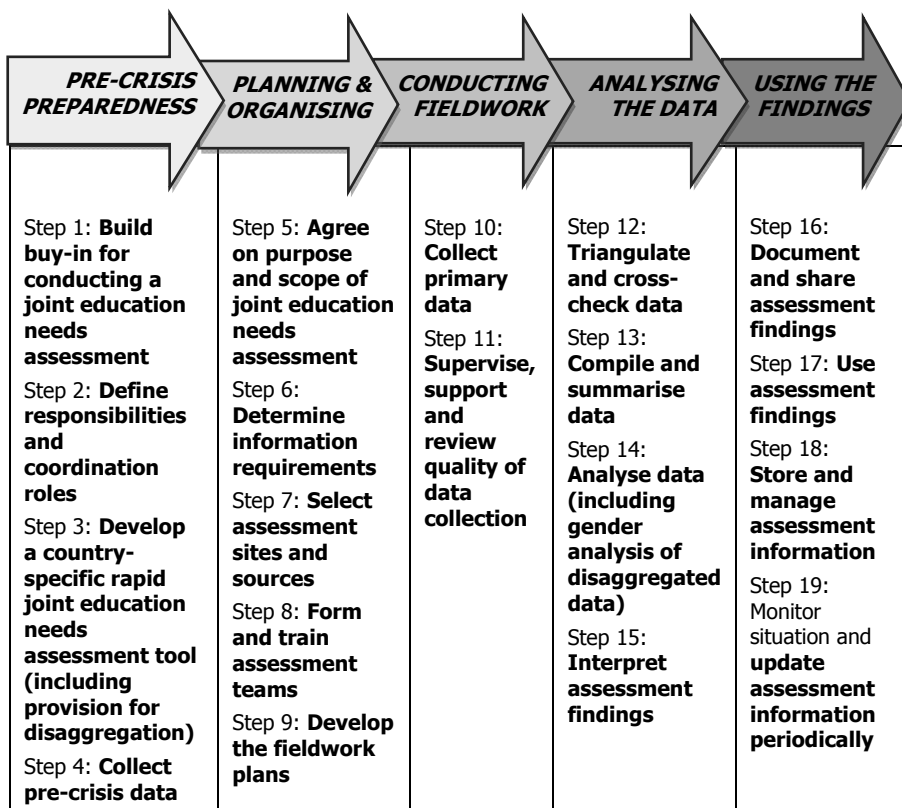 PRE-CRISIS
PREPAREDNESS
PLANNING &
ORGANISING
CONDUCTING
FIELDWORK
ANALYSING
THE DATA
USING THE
FINDINGS
Step 1: Build
buy-in for
conducting a
joint education
needs
assessment
Step 2: Define
responsibilities
and
coordination
roles
Step 3: Develop
a country-
specific rapid
joint education
needs
assessment tool
(including
provision for
disaggregation)
Step 4: Collect
pre-crisis data
Step 5: Agree
on purpose
and scope of
joint education
needs
assessment
Step 6:
Determine
information
requirements
Step 7: Select
assessment
sites and
sources
Step 8: Form
and train
assessment
teams
Step 9: Develop
the fieldwork
plans
Step 10:
Collect
primary
data
Step 11:
Supervise,
support
and
review
quality of
data
collection
Step 12:
Triangulate
and cross-
check data
Step 13:
Compile and
summarise
data
Step 14:
Analyse data
(including
gender
analysis of
disaggregated
data)
Step 15:
Interpret
assessment
findings
Step 16:
Document
and share
assessment
findings
Step 17: Use
assessment
findings
Step 18:
Store and
manage
assessment
information
Step 19:
Monitor
situation and
update
assessment
information
periodically